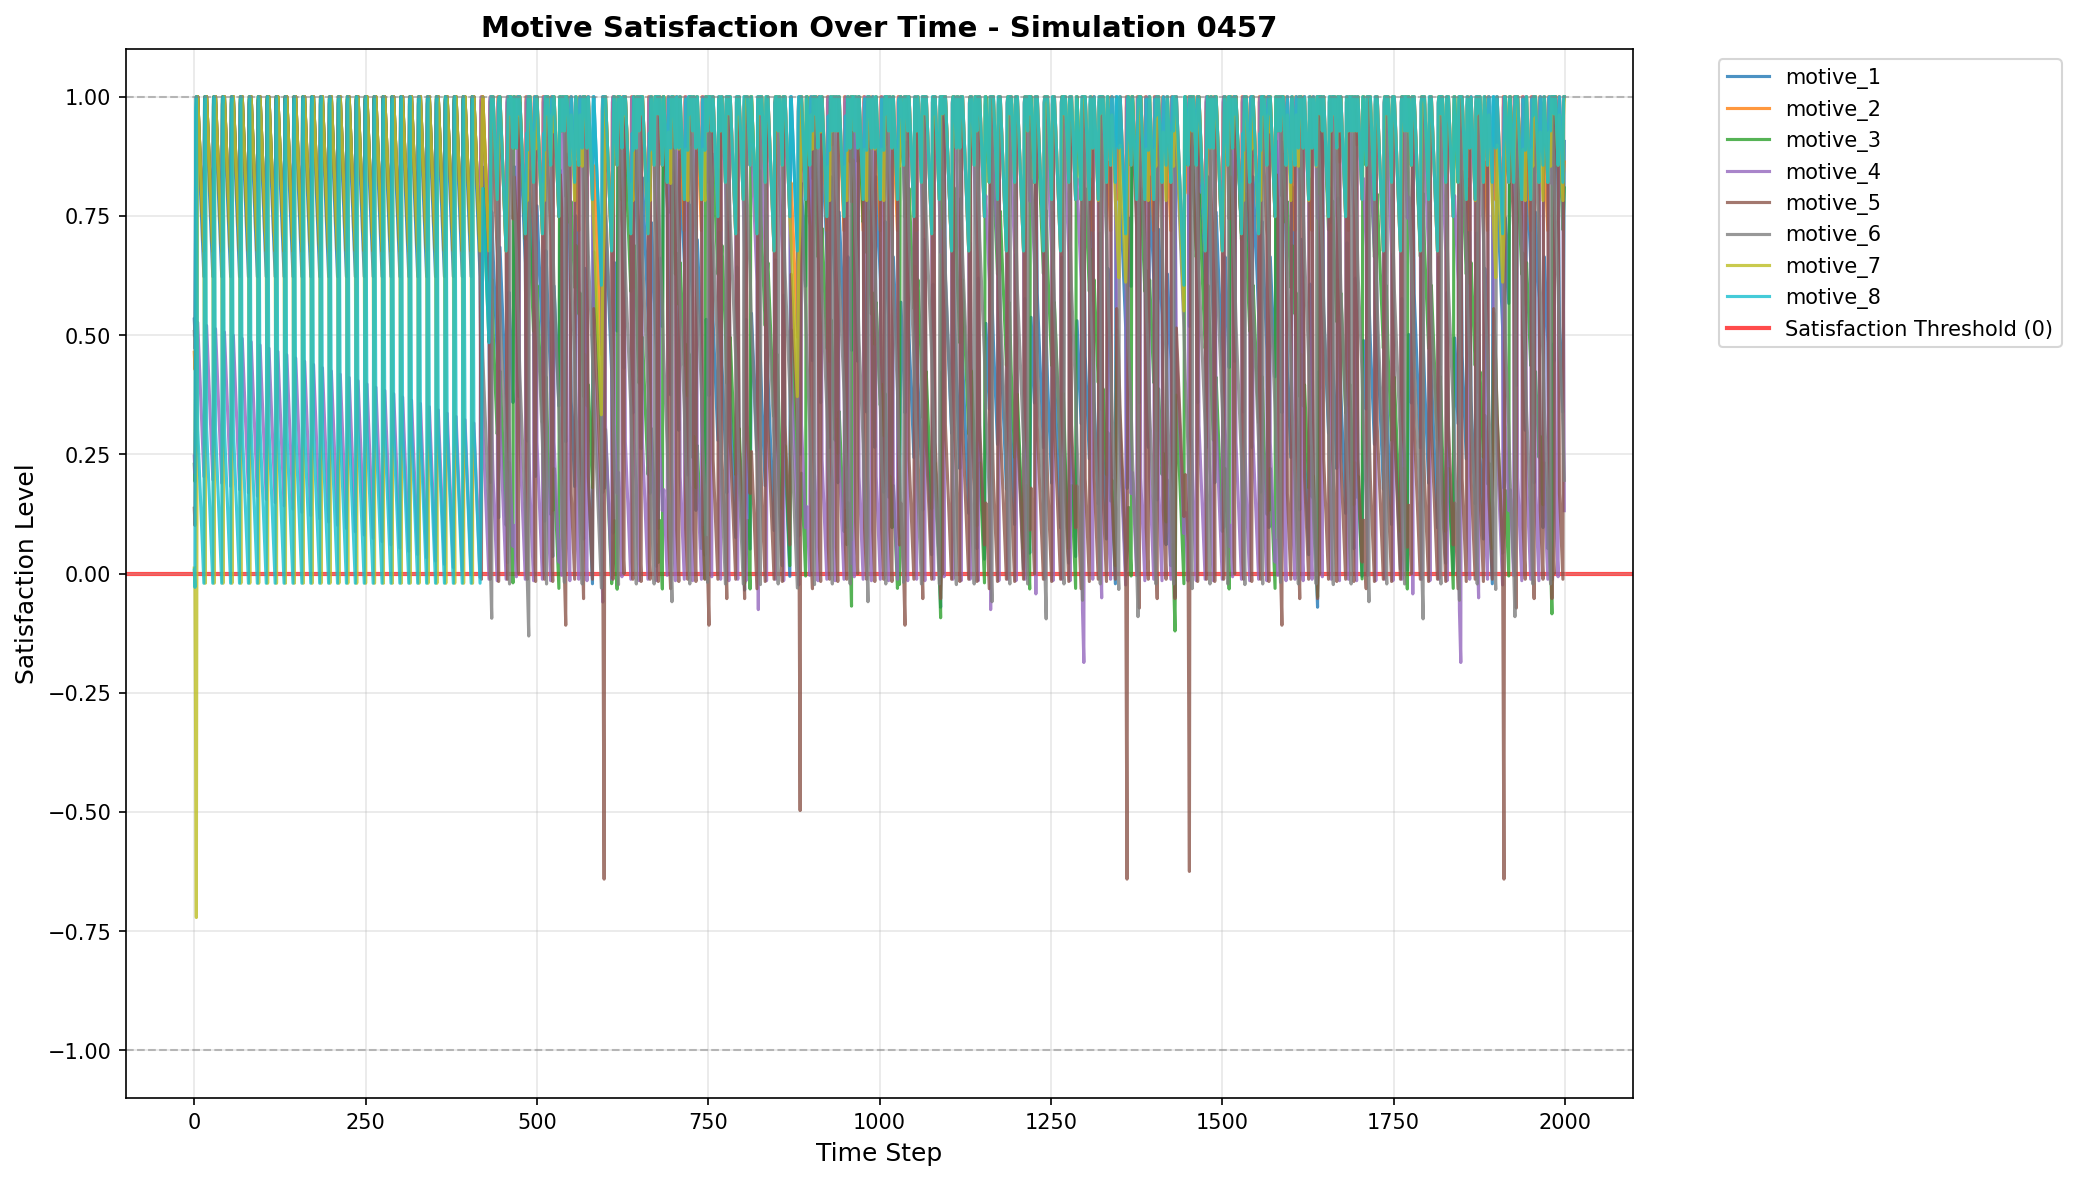 Motive Satisfaction Over Time - Simulation 0457
Satisfaction Level
1.00
0.75
0.50
0.25
0.00
−0.25
−0.50
−0.75
−1.00
0
250
500
750
1000
1250
1500
1750
2000
Time Step
motive_1
motive_2
motive_3
motive_4
motive_5
motive_6
motive_7
motive_8
Satisfaction Threshold (0)